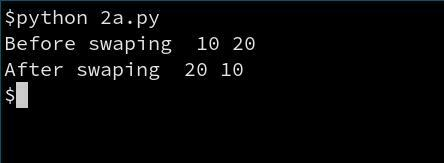 $python 2a.py
Before swaping  10 20
After swaping  20 10
$